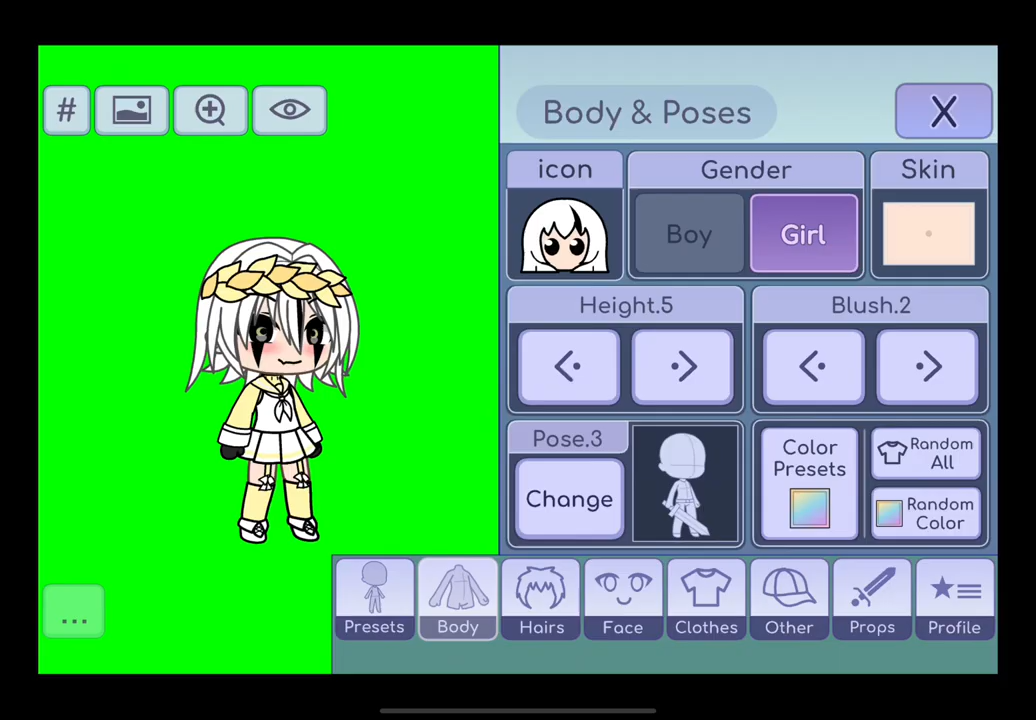 #
Body & Poses
X
icon
Gender
Skin
Boy
Girl
Height.5
Blush.2
Pose.3
Change
Color
Presets
Random
All
Random
Color
...
Presets
Body
Hairs
Face
Clothes
Other
Props
Profile